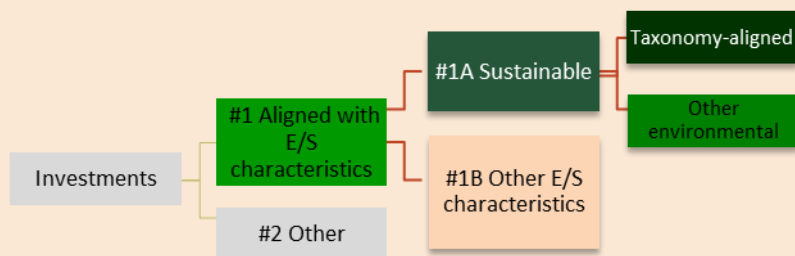 Investments
#1 Aligned with
E/S
characteristics
#2 Other
#1A Sustainable
#1B Other E/S
characteristics
Taxonomy-aligned
Other
environmental